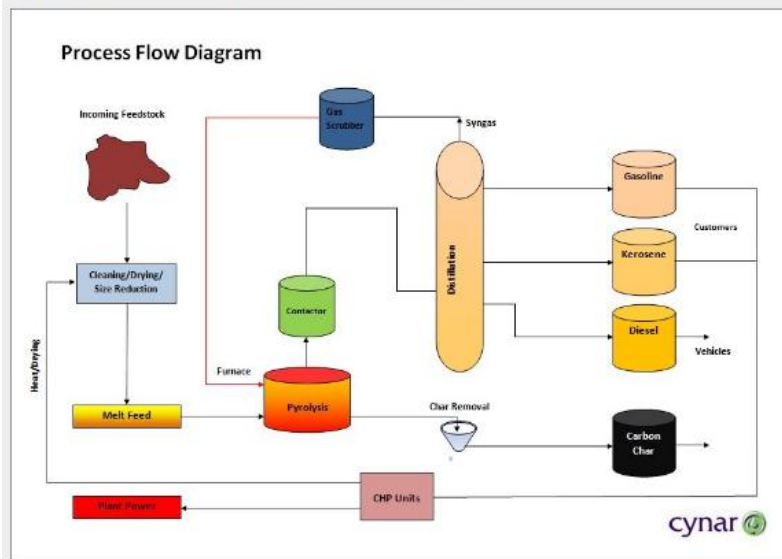 Process Flow Diagram
Incoming Feedstock
Gas
Scrubber
Syngas
Gasoline
Customers
Cleaning/Drying/
Size Reduction
Kerosene
Distillation
Contactor
Diesel
Vehicles
Heat/Drying
Furnace
Pyrolysis
Char Removal
Melt Feed
Carbon
Char
CHP Units
Plant Power
cynar